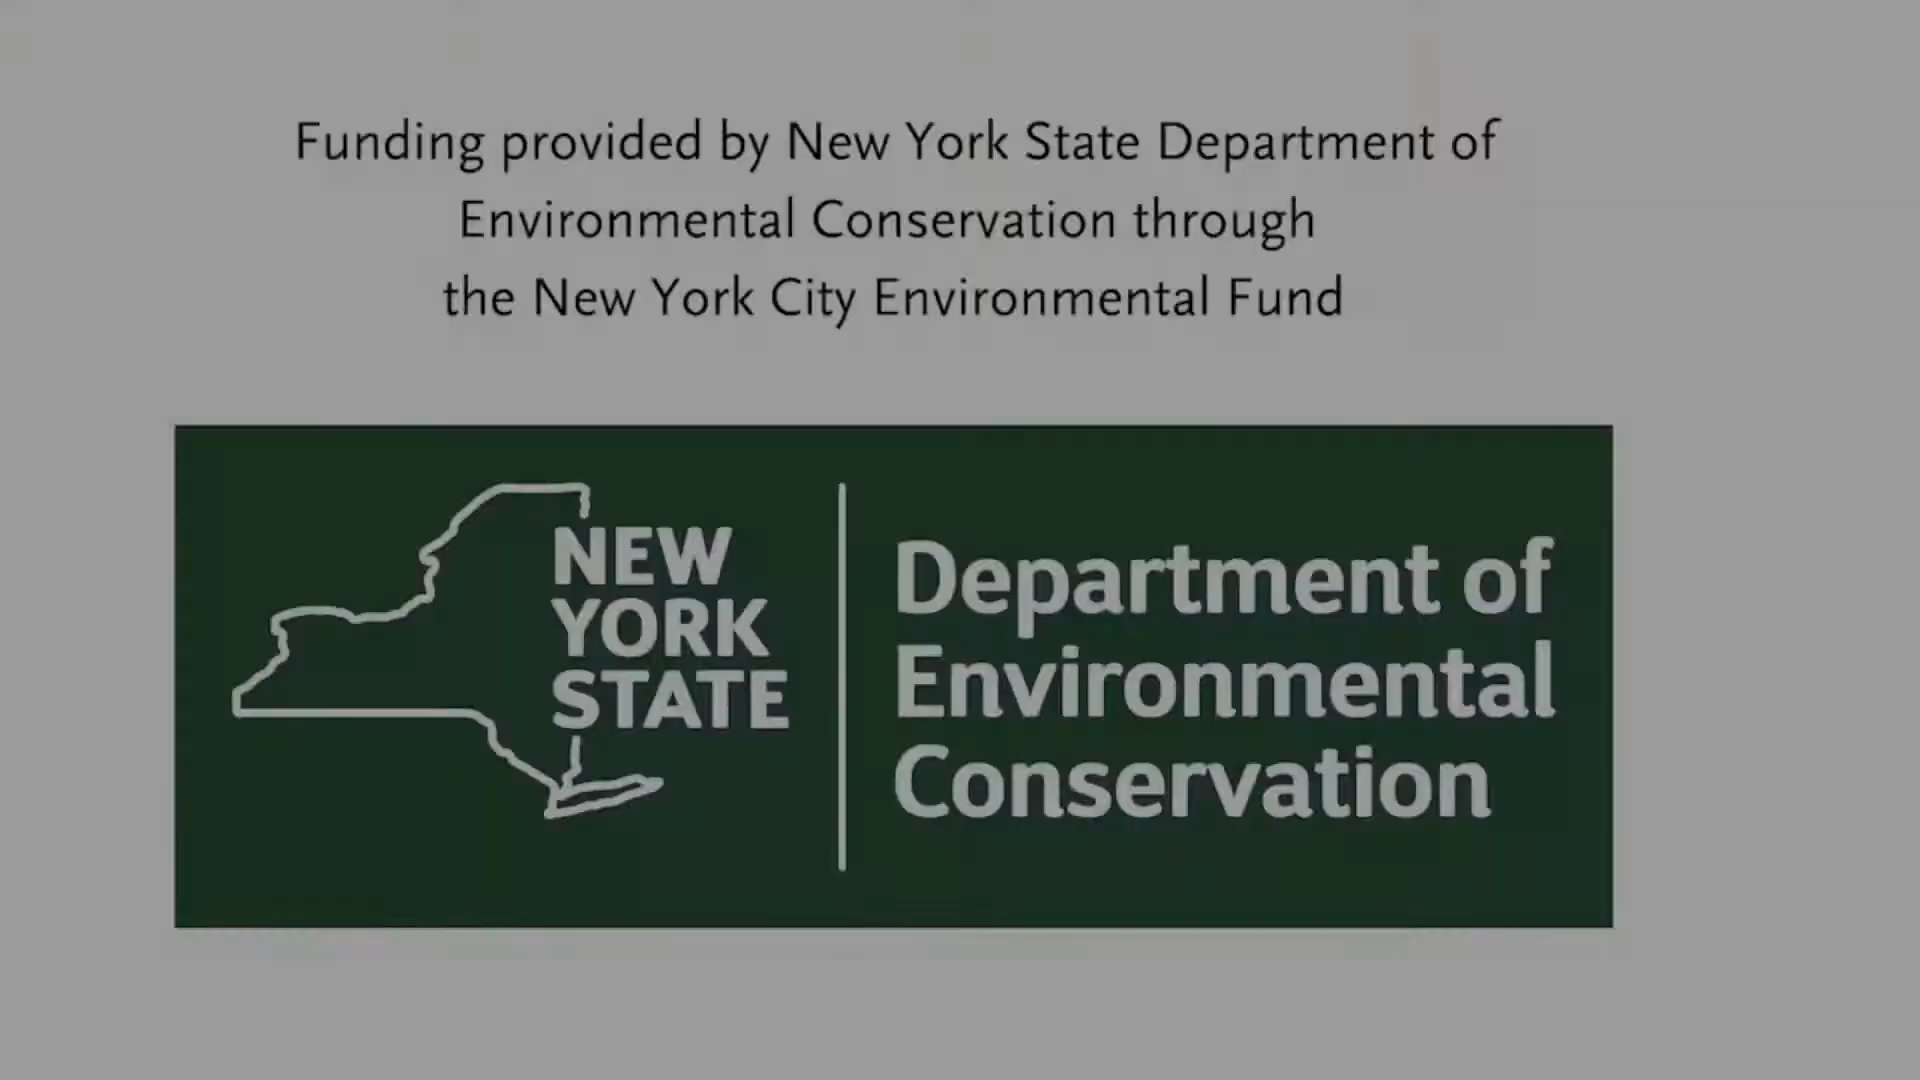 Funding provided by New York State Department of
Environmental Conservation through
the New York City Environmental Fund
NEW
YORK
STATE
Department of
Environmental
Conservation